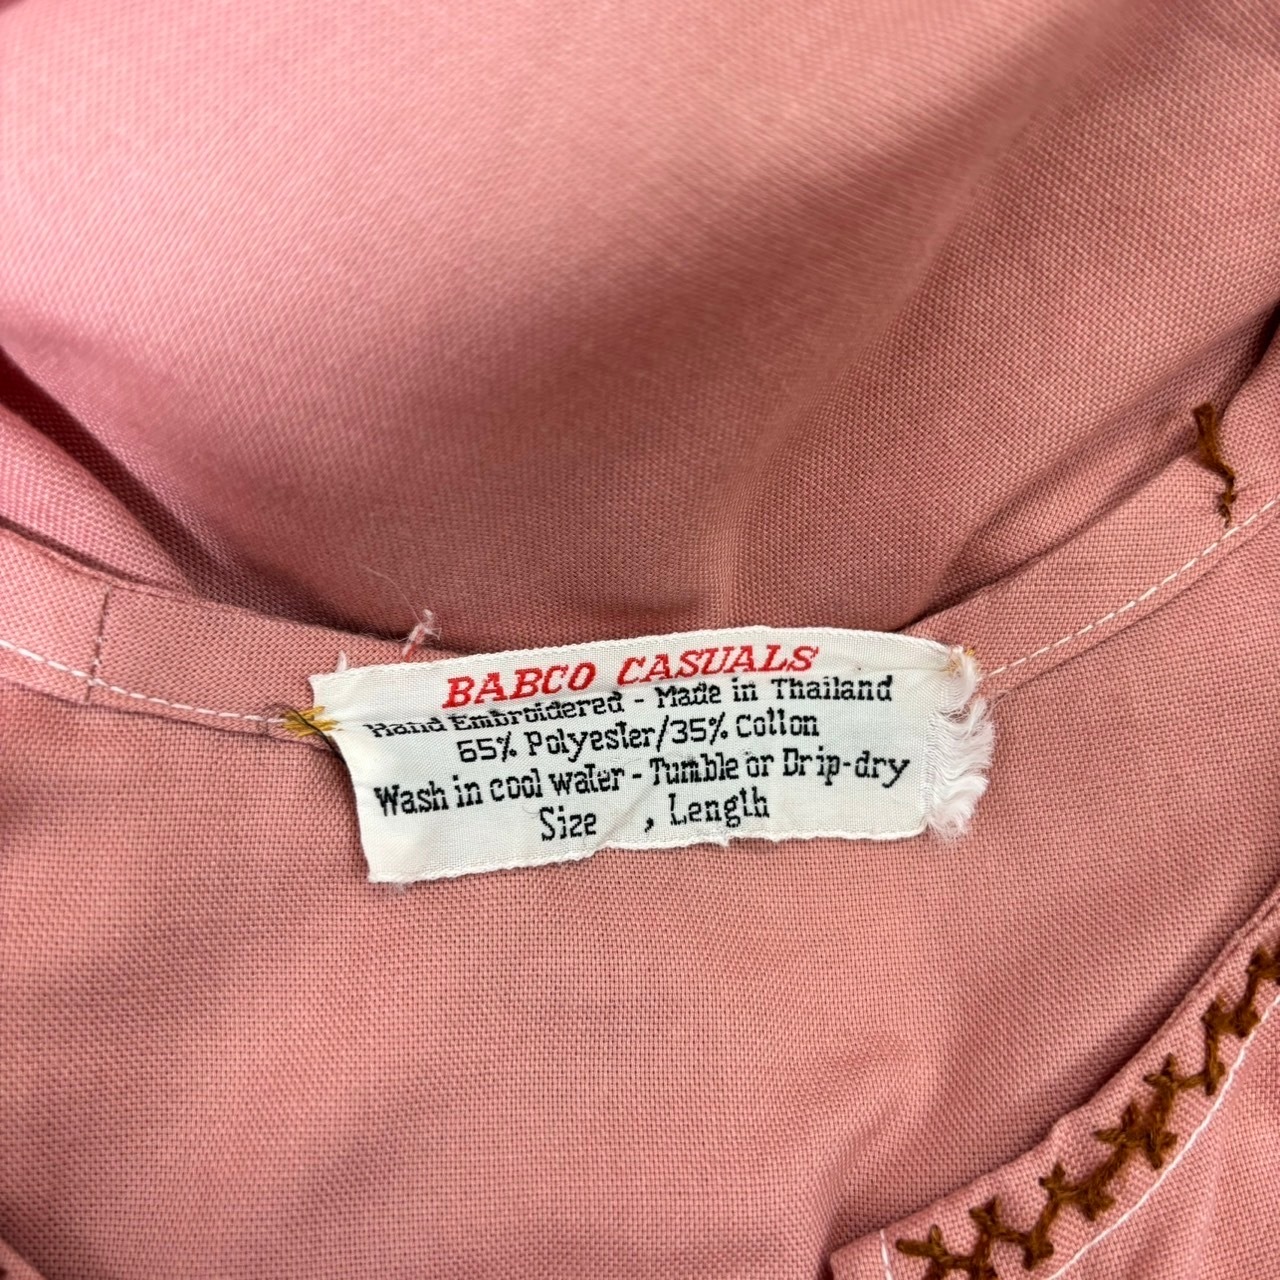 BABCO CASUALS
Hand Embroidered - Made in Thailand
65% Polyester/35% Cotton
Wash in cool water - Tumble or Drip-dry
Size , Length